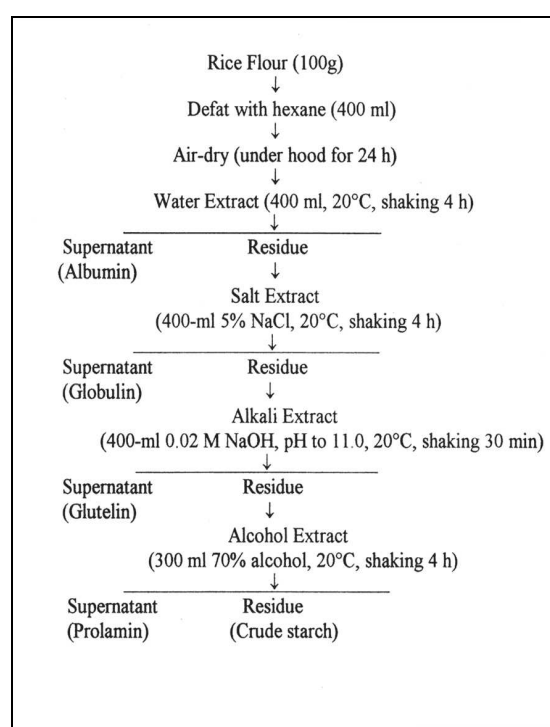 Rice Flour (100g)
↓
Defat with hexane (400 ml)
↓
Air-dry (under hood for 24 h)
↓
Water Extract (400 ml, 20°C, shaking 4 h)
↓
Supernatant Residue
(Albumin) ↓
Salt Extract
(400-ml 5% NaCl, 20°C, shaking 4 h)
↓
Supernatant Residue
(Globulin) ↓
Alkali Extract
(400-ml 0.02 M NaOH, pH to 11.0, 20°C, shaking 30 min)
↓
Supernatant Residue
(Glutelin) ↓
Alcohol Extract
(300 ml 70% alcohol, 20°C, shaking 4 h)
↓
Supernatant Residue
(Prolamin) (Crude starch)